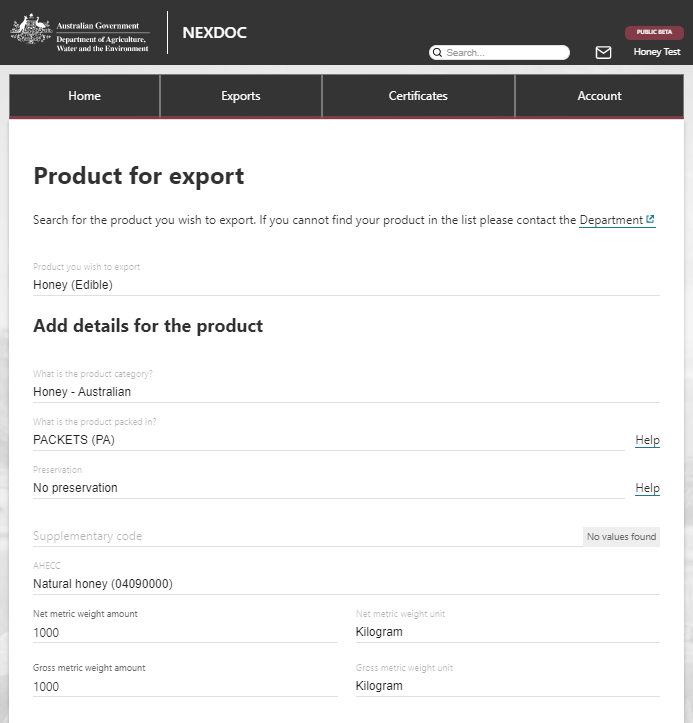 Australian Government
Department of Agriculture,
Water and the Environment
NEXDOC
PUBLIC BETA
Search...
Honey Test
Home
Exports
Certificates
Account
Product for export
Search for the product you wish to export. If you cannot find your product in the list please contact the Department
Product you wish to export
Honey (Edible)
Add details for the product
What is the product category?
Honey - Australian
What is the product packed in?
PACKETS (PA)
Help
Preservation
No preservation
Help
Supplementary code
No values found
AHECC
Natural honey (04090000)
Net metric weight amount
Net metric weight unit
1000
Kilogram
Gross metric weight amount
Gross metric weight unit
1000
Kilogram